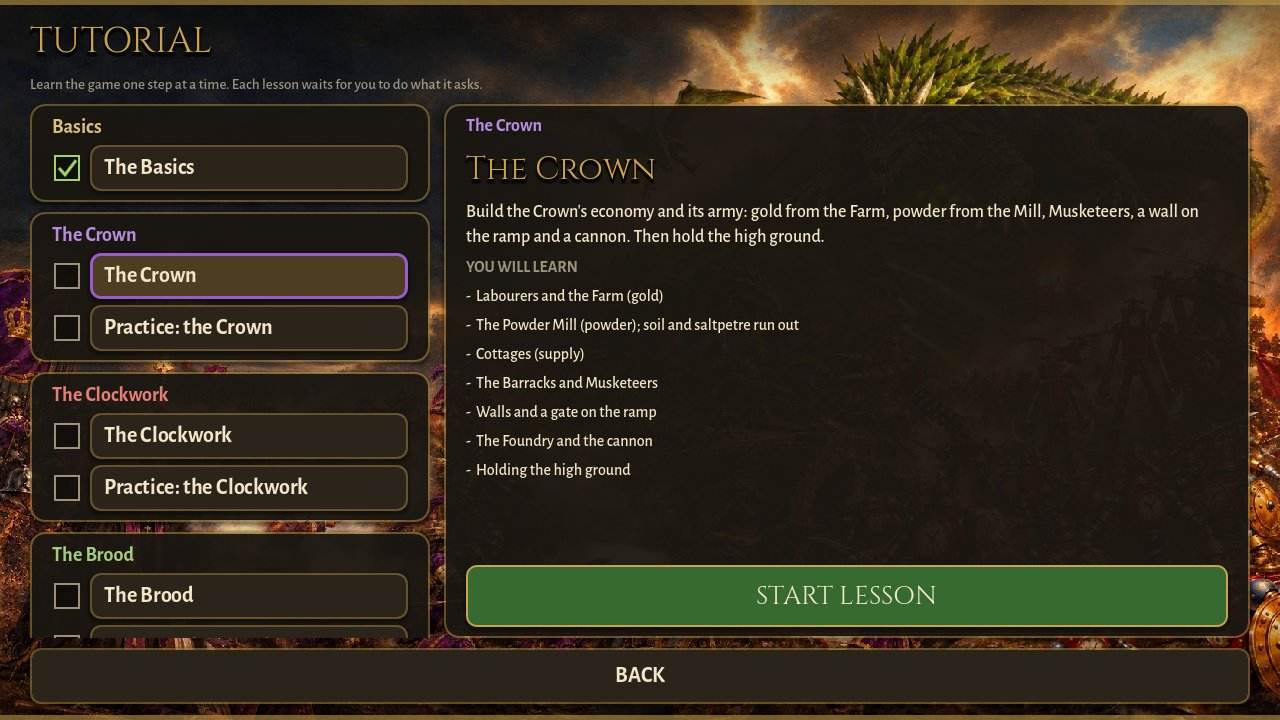 TUTORIAL
Learn the game one step at a time. Each lesson waits for you to do what it asks.
Basics
The Basics
The Crown
The Crown
Practice: the Crown
The Clockwork
The Clockwork
Practice: the Clockwork
The Brood
The Brood
The Crown
The Crown
Build the Crown's economy and its army: gold from the Farm, powder from the Mill, Musketeers, a wall on
the ramp and a cannon. Then hold the high ground.
YOU WILL LEARN
- Labourers and the Farm (gold)
- The Powder Mill (powder); soil and saltpetre run out
- Cottages (supply)
- The Barracks and Musketeers
- Walls and a gate on the ramp
- The Foundry and the cannon
- Holding the high ground
START LESSON
BACK